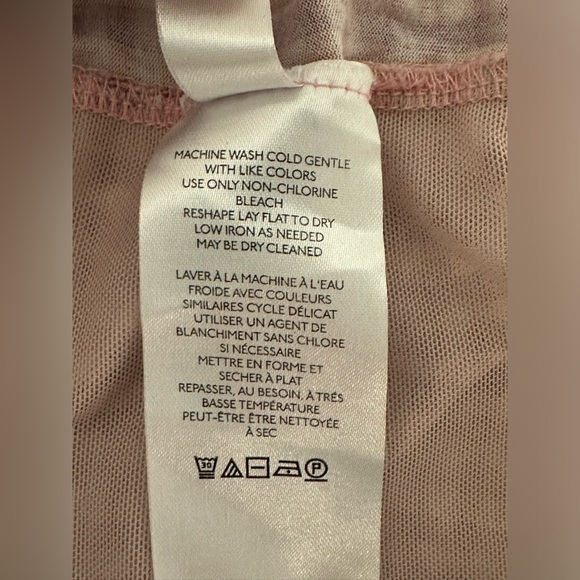 MACHINE WASH COLD GENTLE
WITH LIKE COLORS
USE ONLY NON-CHLORINE
BLEACH
RESHAPE LAY FLAT TO DRY
LOW IRON AS NEEDED
MAY BE DRY CLEANED
LAVER À LA MACHINE À L'EAU
FROIDE AVEC COULEURS
SIMILAIRES CYCLE DÉLICAT
UTILISER UN AGENT DE
BLANCHIMENT SANS CHLORE
SI NÉCESSAIRE
METTRE EN FORME ET
SECHER À PLAT
REPASSER, AU BESOIN, À TRÉS
BASSE TEMPÉRATURE
PEUT-ÊTRE ÊTRE NETTOYÉE
À SEC
30 P